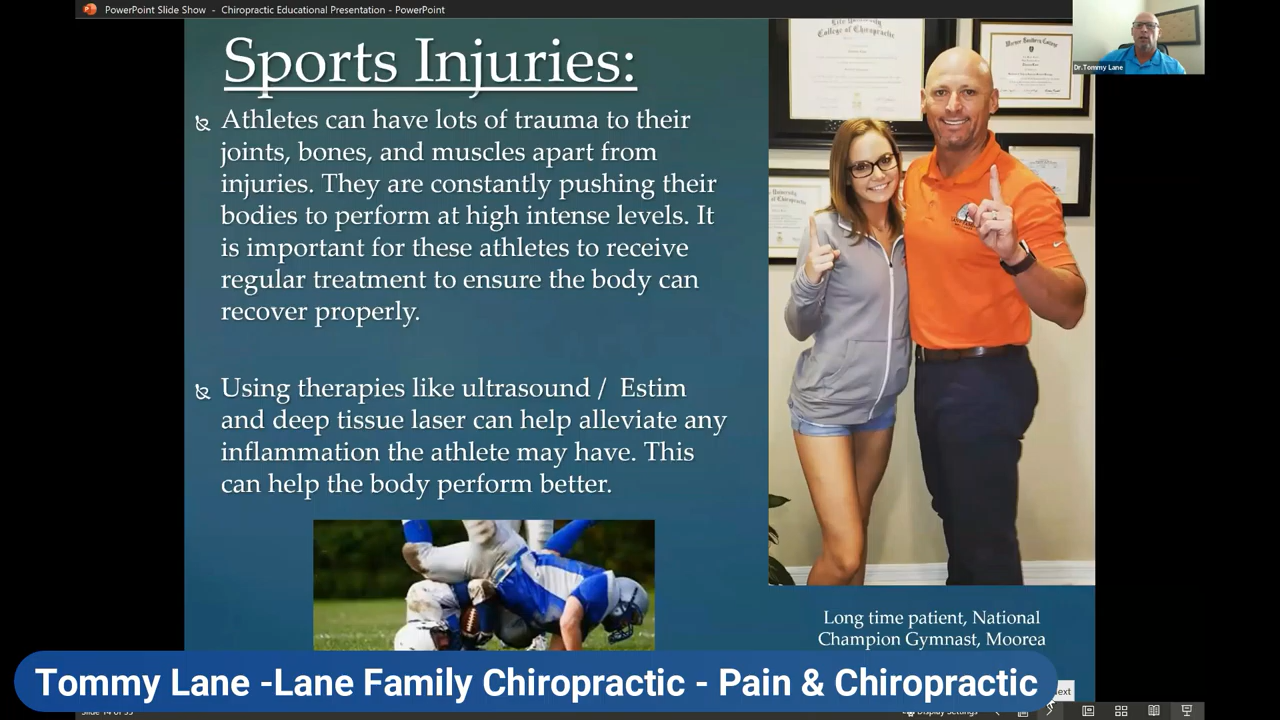 PowerPoint Slide Show - Chiropractic Educational Presentation - PowerPoint
Dr.Tommy Lane
Sports Injuries:
Athletes can have lots of trauma to their
joints, bones, and muscles apart from
injuries. They are constantly pushing their
bodies to perform at high intense levels. It
is important for these athletes to receive
regular treatment to ensure the body can
recover properly.
Using therapies like ultrasound / Estim
and deep tissue laser can help alleviate any
inflammation the athlete may have. This
can help the body perform better.
College of Chiropractic
Long time patient, National
Champion Gymnast, Moorea
Tommy Lane -Lane Family Chiropractic - Pain & Chiropractic
Display Settings